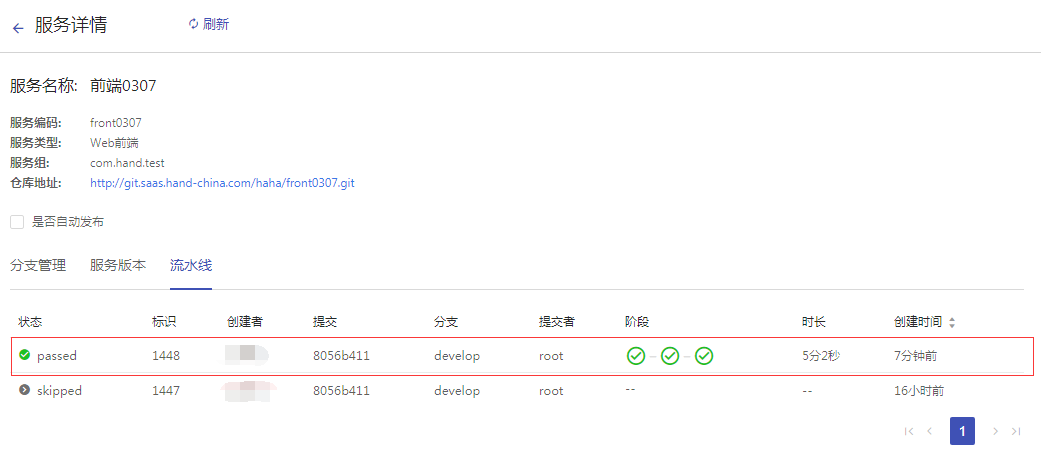 服务详情 刷新
服务名称: 前端0307
服务编码: front0307
服务类型: Web前端
服务组: com.hand.test
仓库地址: http://git.saas.hand-china.com/haha/front0307.git
是否自动发布
分支管理 服务版本 流水线
状态 标识 创建者 提交 分支 提交者 阶段 时长 创建时间
passed 1448 8056b411 develop root 5分2秒 7分钟前
skipped 1447 8056b411 develop root -- -- 16小时前
1